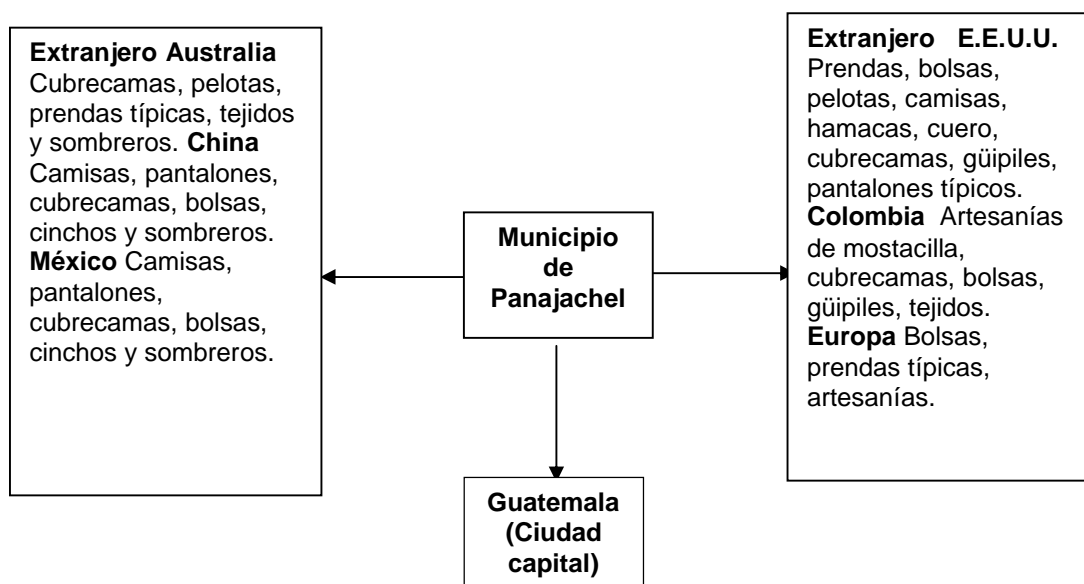 Extranjero Australia
Cubrecamas, pelotas,
prendas típicas, tejidos
y sombreros. China
Camisas, pantalones,
cubrecamas, bolsas,
cinchos y sombreros.
México Camisas,
pantalones,
cubrecamas, bolsas,
cinchos y sombreros.
Municipio
de
Panajachel
Extranjero E.E.U.U.
Prendas, bolsas,
pelotas, camisas,
hamacas, cuero,
cubrecamas, güipiles,
pantalones típicos.
Colombia Artesanías
de mostacilla,
cubrecamas, bolsas,
güipiles, tejidos.
Europa Bolsas,
prendas típicas,
artesanías.
Guatemala
(Ciudad
capital)